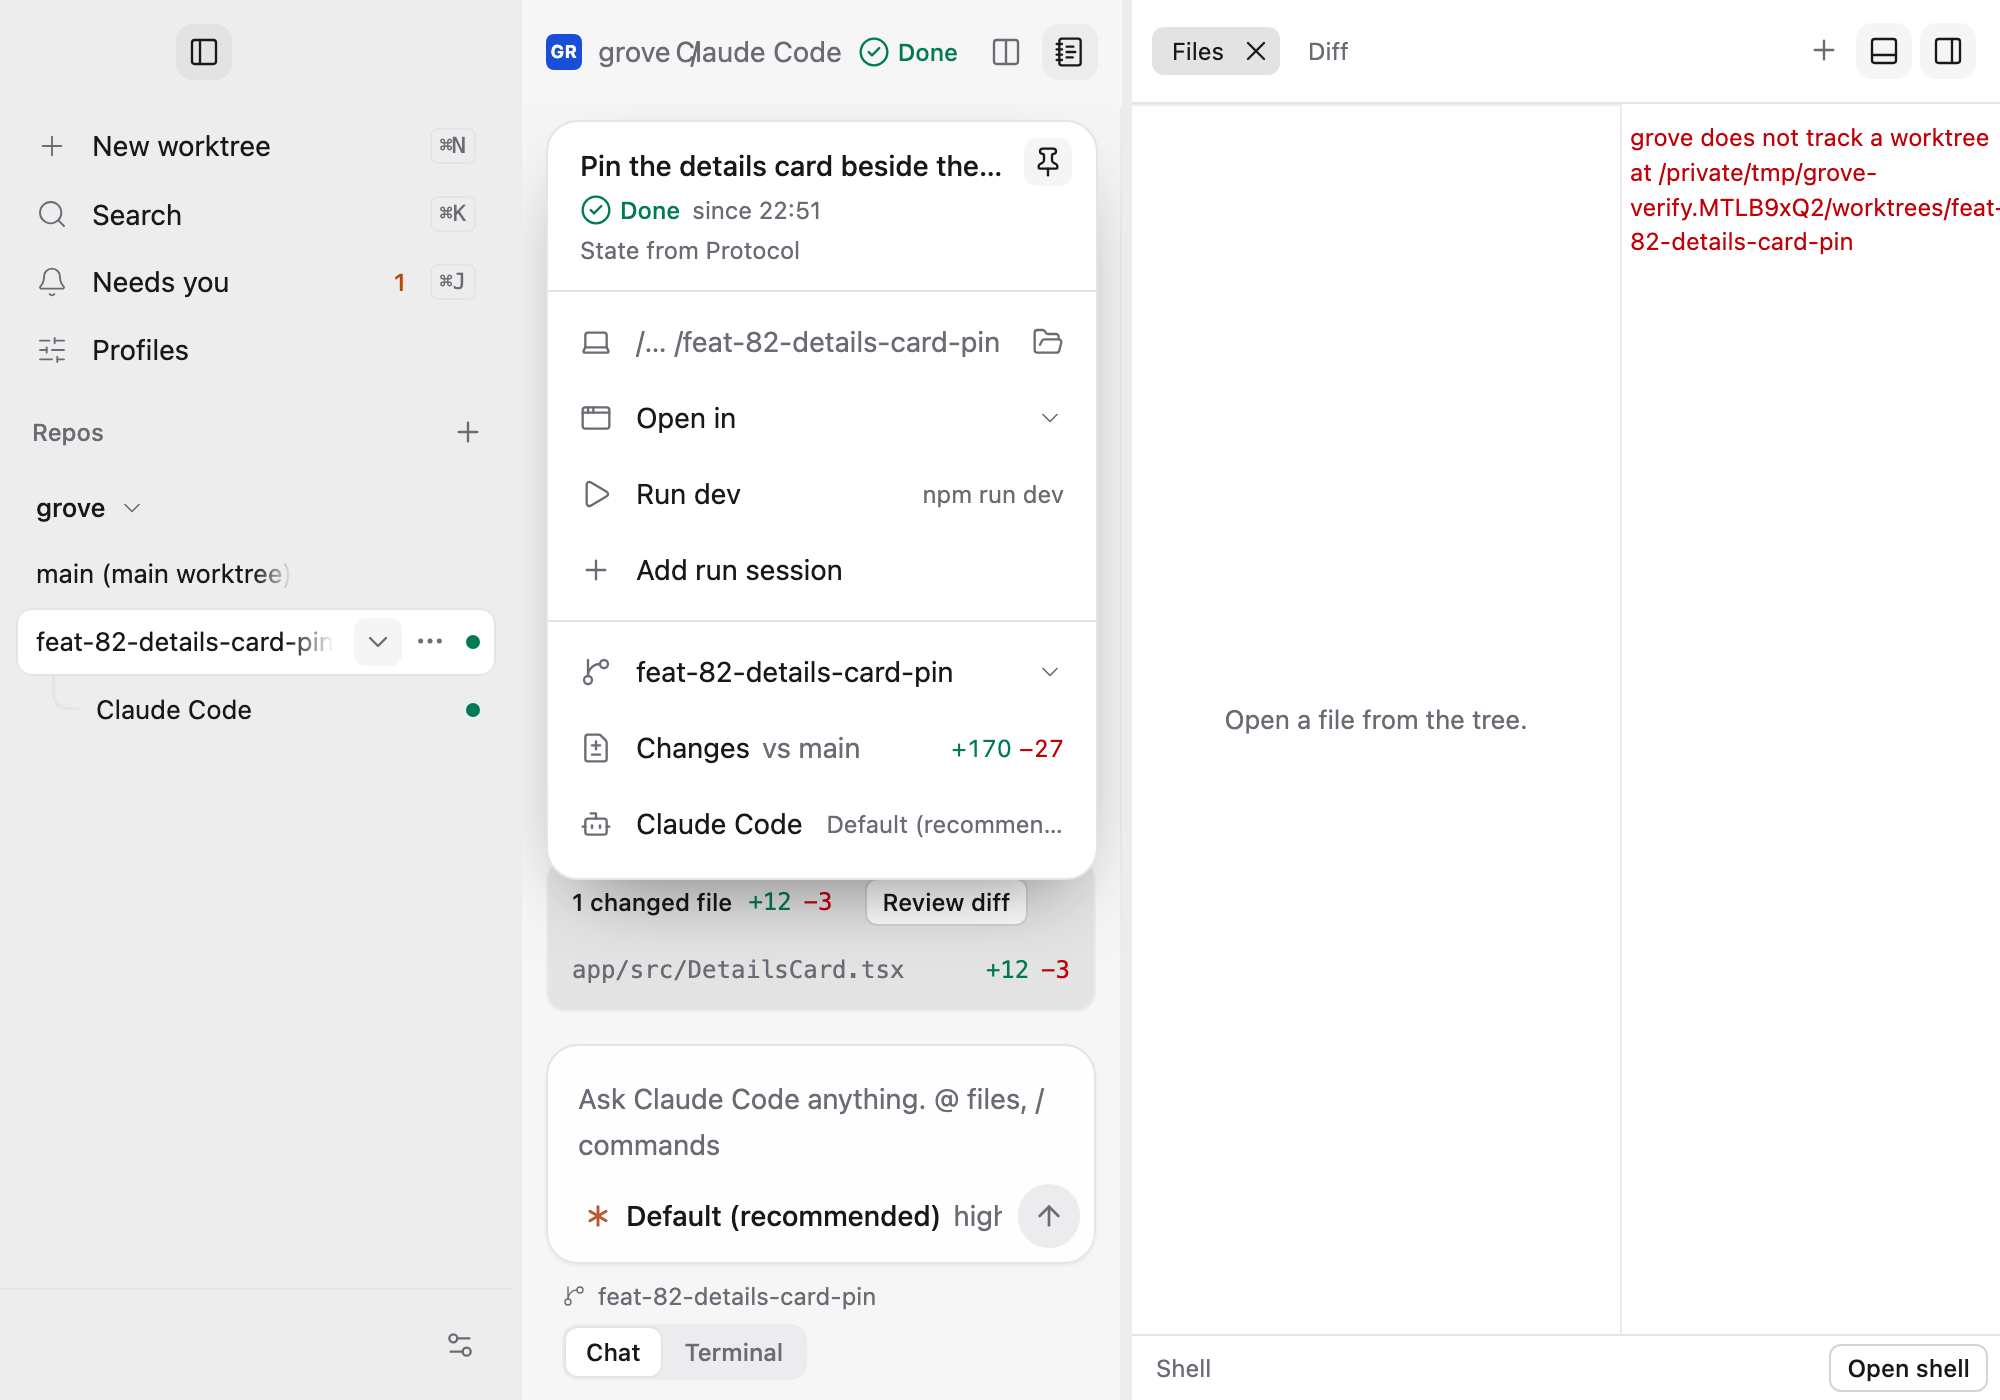 New worktree ⌘N
Search ⌘K
Needs you 1 ⌘J
Profiles
Repos
grove
main (main worktree)
feat-82-details-card-pin
Claude Code
GR grove / Claude Code Done
Pin the details card beside the...
Done since 22:51
State from Protocol
/... /feat-82-details-card-pin
Open in
Run dev npm run dev
Add run session
feat-82-details-card-pin
Changes vs main +170 −27
Claude Code Default (recommen...
1 changed file +12 −3 Review diff
app/src/DetailsCard.tsx +12 −3
Ask Claude Code anything. @ files, /
commands
Default (recommended) high
feat-82-details-card-pin
Chat Terminal
Files Diff
Open a file from the tree.
grove does not track a worktree
at /private/tmp/grove-
verify.MTLB9xQ2/worktrees/feat-
82-details-card-pin
Shell Open shell